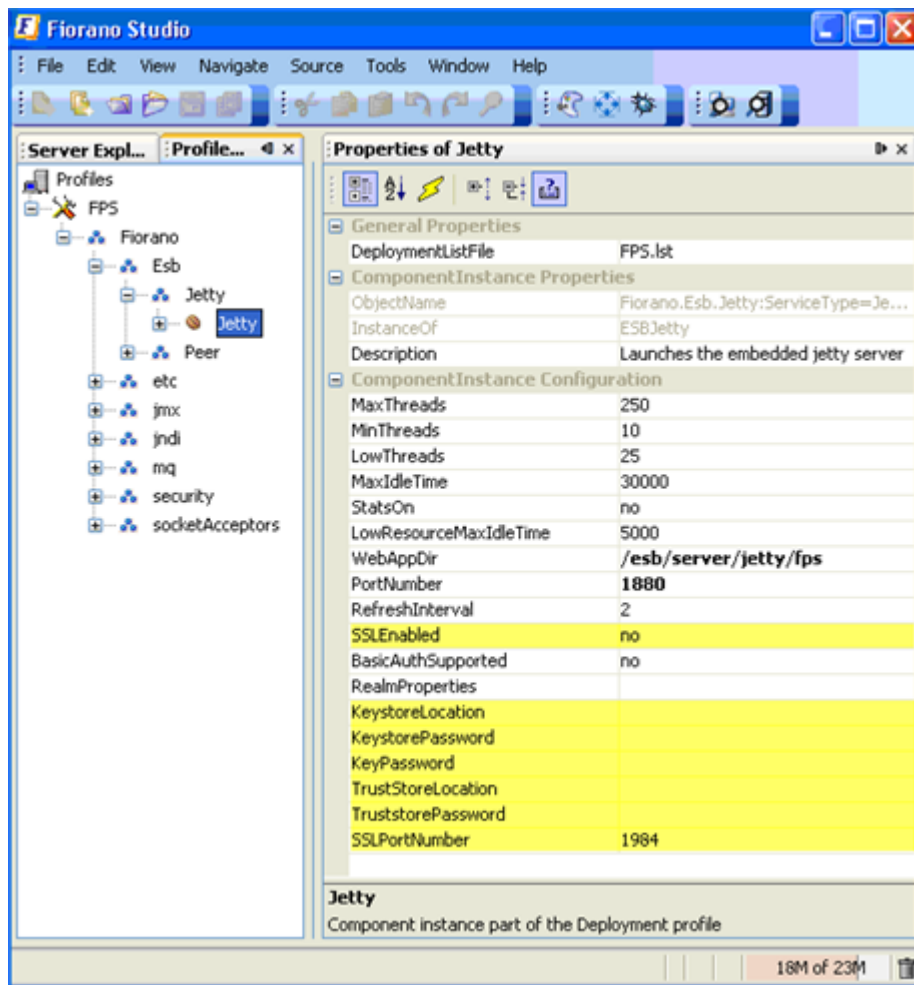 Fiorano Studio
File Edit View Navigate Source Tools Window Help
Server Expl... Profile...
Profiles
FPS
Fiorano
Esb
Jetty
Jetty
Peer
etc
jmx
jndi
mq
security
socketAcceptors
Properties of Jetty
General Properties
DeploymentListFile FPS.lst
ComponentInstance Properties
ObjectName Fiorano.Esb.Jetty:ServiceType=Je...
InstanceOf ESBJetty
Description Launches the embedded jetty server
ComponentInstance Configuration
MaxThreads 250
MinThreads 10
LowThreads 25
MaxIdleTime 30000
StatsOn no
LowResourceMaxIdleTime 5000
WebAppDir /esb/server/jetty/fps
PortNumber 1880
RefreshInterval 2
SSLEnabled no
BasicAuthSupported no
RealmProperties
KeystoreLocation
KeystorePassword
KeyPassword
TrustStoreLocation
TruststorePassword
SSLPortNumber 1984
Jetty
Component instance part of the Deployment profile
18M of 23M